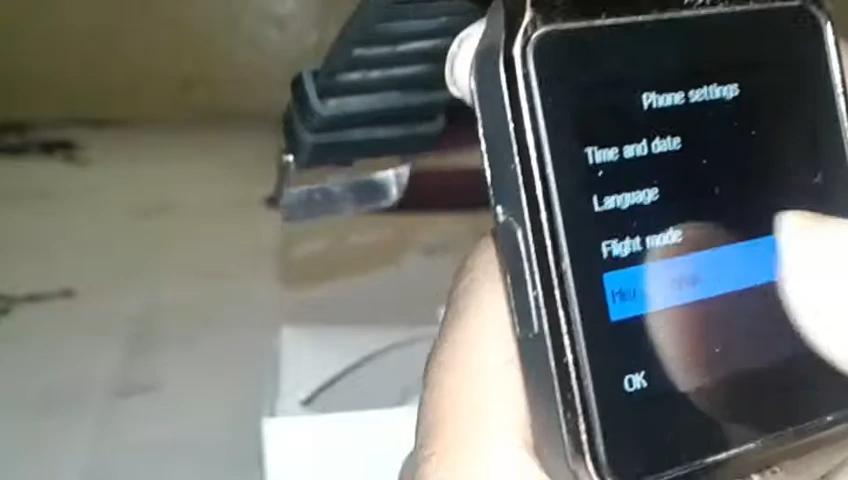 Phone settings
Time and date
Language
Flight mode
OK